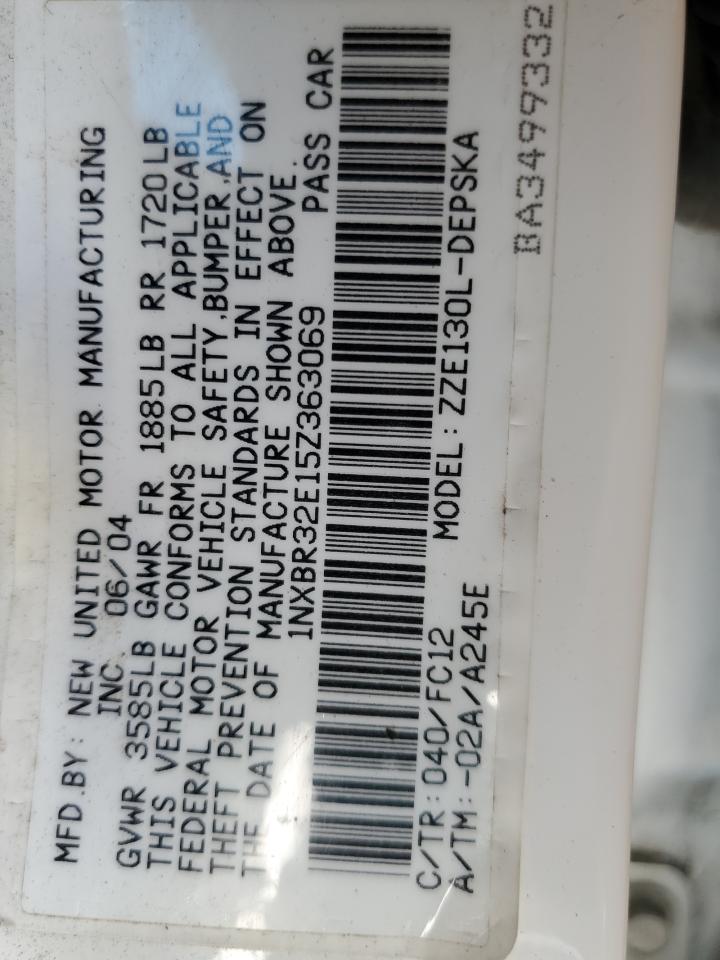 MFD.BY: NEW UNITED MOTOR MANUFACTURING
INC. 06/04
GVWR 3585LB GAWR FR 1885LB RR 1720LB
THIS VEHICLE CONFORMS TO ALL APPLICABLE
FEDERAL MOTOR VEHICLE SAFETY,BUMPER,AND
THEFT PREVENTION STANDARDS IN EFFECT ON
THE DATE OF MANUFACTURE SHOWN ABOVE.
1NXBR32E15Z363069 PASS CAR
C/TR:040/FC12 MODEL:ZZE130L-DEPSKA
A/TM:-02A/A245E
BA3499332